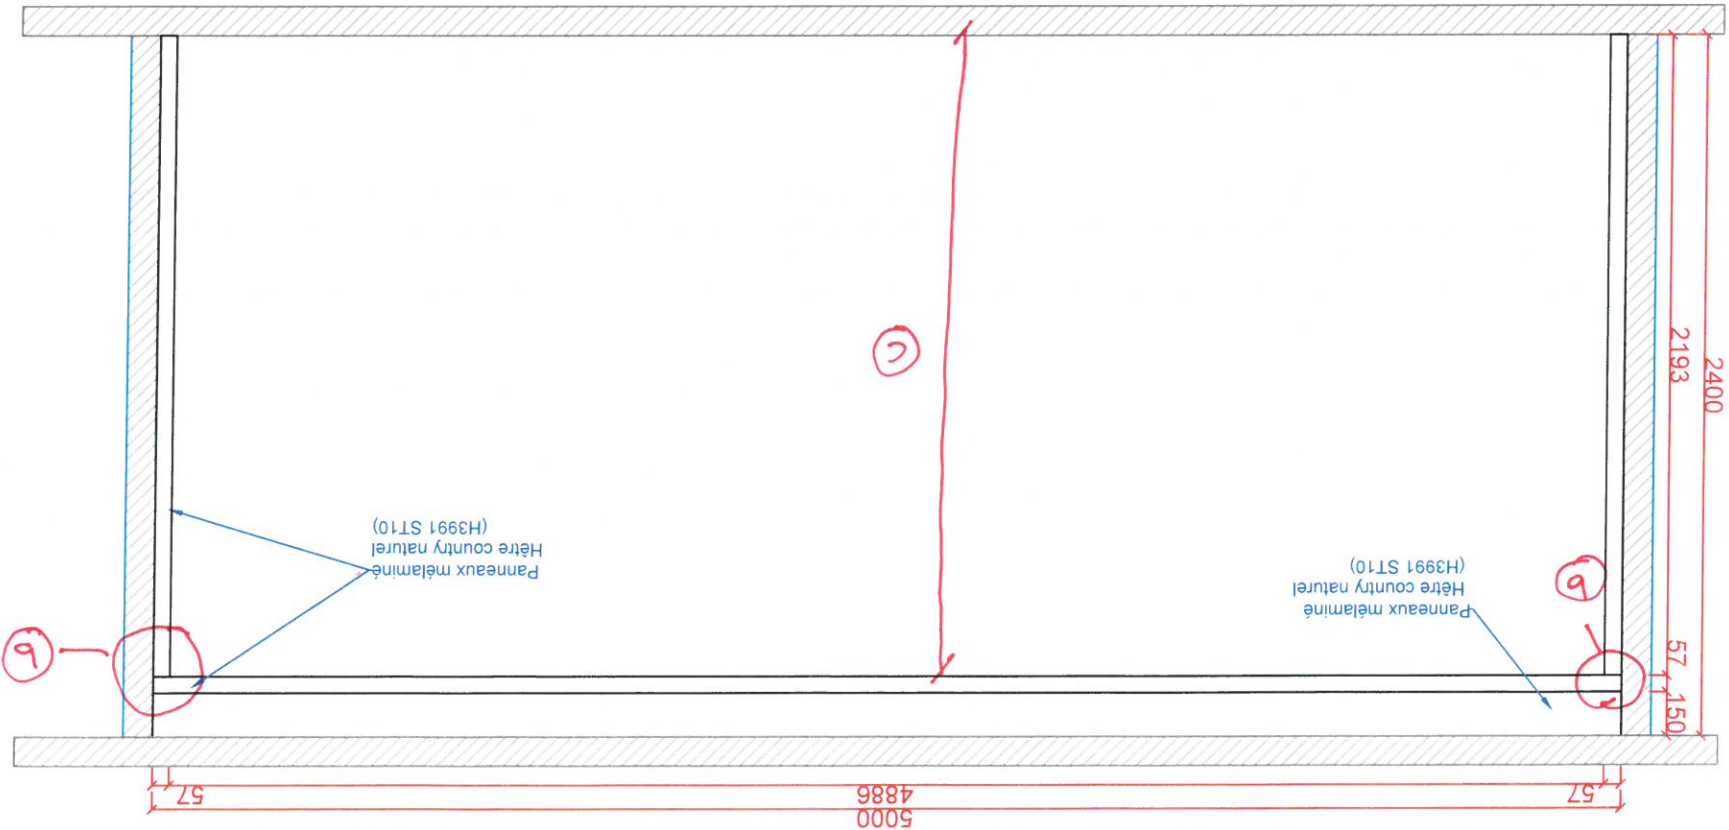 5000
57
4886
57
150
57
2193
2400
b
b
Panneaux mélaminé
Hêtre country naturel
(H3991 ST10)
Panneaux mélaminé
Hêtre country naturel
(H3991 ST10)
c